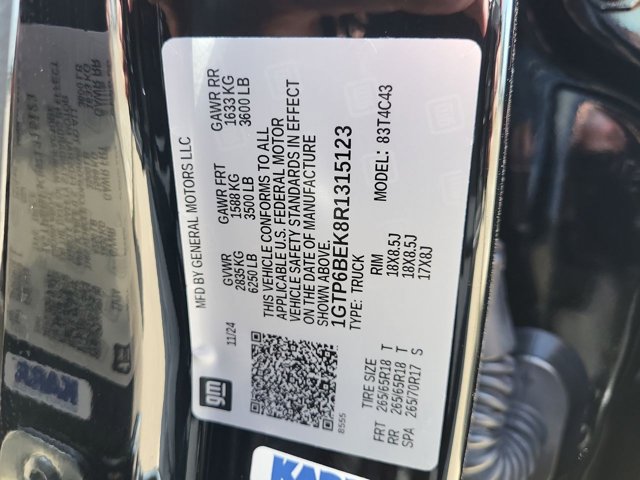 MFD BY GENERAL MOTORS LLC
11/24
GVWR GAWR FRT GAWR RR
2835 KG 1588 KG 1633 KG
6250 LB 3500 LB 3600 LB
THIS VEHICLE CONFORMS TO ALL
APPLICABLE U.S. FEDERAL MOTOR
VEHICLE SAFETY STANDARDS IN EFFECT
ON THE DATE OF MANUFACTURE
SHOWN ABOVE.
1GTP6BEK8R1315123
TYPE: TRUCK MODEL: 83T4C43
TIRE SIZE RIM
FRT 265/65R18 T 18X8.5J
RR 265/65R18 T 18X8.5J
SPA 265/70R17 S 17X8J
gm
8555